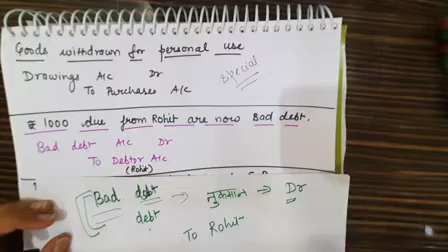 Goods withdrawn for personal use
Drawings A/c Dr
To Purchases A/c
Special
₹ 1000 due from Rohit are now Bad debt.
Bad debt A/c Dr
To Debtor A/c
(Rohit)
Bad debt → नुकसान → Dr
debt
To Rohit